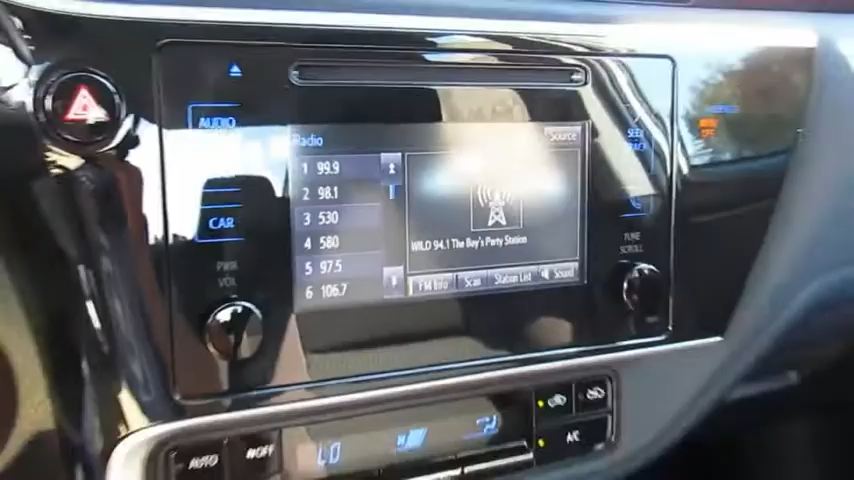 AUDIO
Radio
Source
SEEK
TRACK
1 99.9
2 98.1
3 530
4 580
5 97.5
6 106.7
WILD 94.1 The Bay's Party Station
FM Info
Scan
Station List
Sound
CAR
PWR
VOL
TUNE
SCROLL
AUTO
OFF
LO
A/C